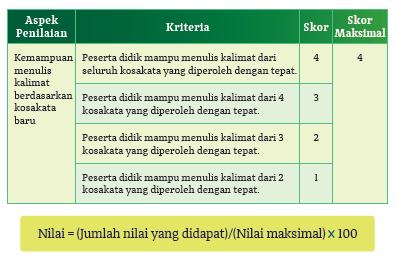 Aspek Penilaian
Kriteria
Skor
Skor Maksimal
Kemampuan
menulis
kalimat
berdasarkan
kosakata
baru
Peserta didik mampu menulis kalimat dari
seluruh kosakata yang diperoleh dengan tepat.
4
4
Peserta didik mampu menulis kalimat dari 4
kosakata yang diperoleh dengan tepat.
3
Peserta didik mampu menulis kalimat dari 3
kosakata yang diperoleh dengan tepat.
2
Peserta didik mampu menulis kalimat dari 2
kosakata yang diperoleh dengan tepat.
1
Nilai = (Jumlah nilai yang didapat)/(Nilai maksimal) x 100